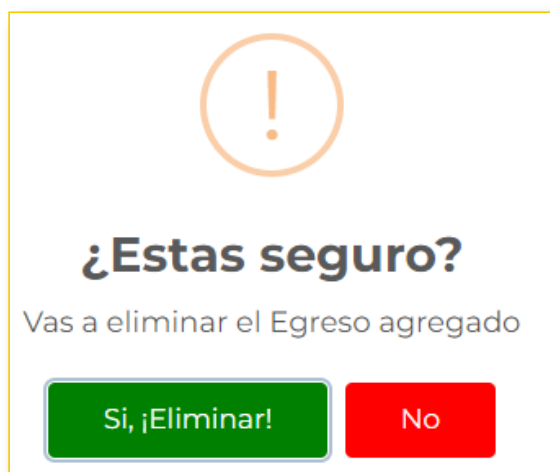 ¿Estas seguro?
Vas a eliminar el Egreso agregado
Si, ¡Eliminar!
No